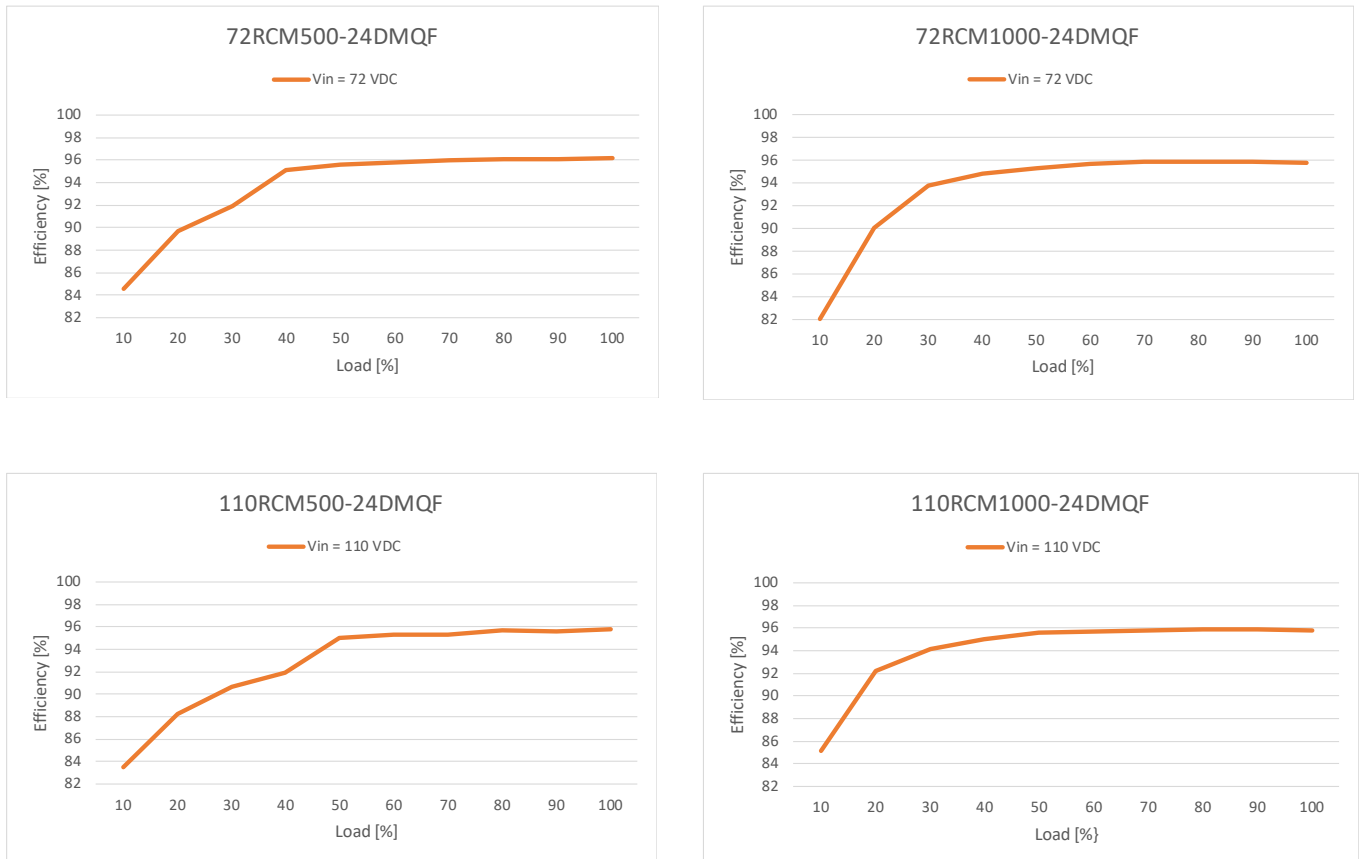 72RCM500-24DMQF
Vin = 72 VDC
Efficiency [%]
100
98
96
94
92
90
88
86
84
82
10 20 30 40 50 60 70 80 90 100
Load [%]
72RCM1000-24DMQF
Vin = 72 VDC
Efficiency [%]
100
98
96
94
92
90
88
86
84
82
10 20 30 40 50 60 70 80 90 100
Load [%]
110RCM500-24DMQF
Vin = 110 VDC
Efficiency [%]
100
98
96
94
92
90
88
86
84
82
10 20 30 40 50 60 70 80 90 100
Load [%]
110RCM1000-24DMQF
Vin = 110 VDC
Efficiency [%]
100
98
96
94
92
90
88
86
84
82
10 20 30 40 50 60 70 80 90 100
Load [%}